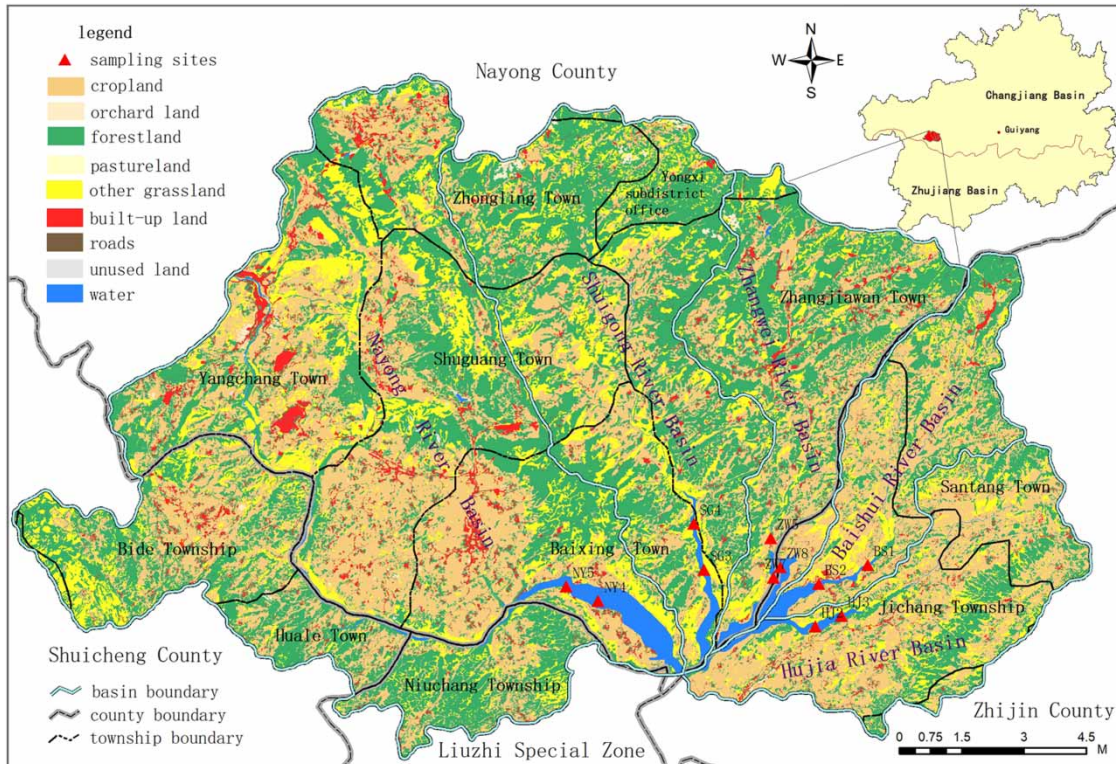 legend
sampling sites
cropland
orchard land
forestland
pastureland
other grassland
built-up land
roads
unused land
water
Nayong County
N
W E
S
Changjiang Basin
Guiyang
Zhujiang Basin
Zhongling Town
Yongxi
subdistrict
office
Zhangjiawan Town
Shuigong River Basin
Zhangwei River Basin
Nayong River Basin
Shuguang Town
Yangchang Town
Baishui River Basin
Santang Town
Bide Township
Baixing Town
SG4
SG3
ZW5
ZW8
BS1
BS2
NY5
NY4
HJ3
Jichang Township
Huale Town
Hujia River Basin
Niuchang Township
Shuicheng County
basin boundary
county boundary
township boundary
Liuzhi Special Zone
Zhijin County
0 0.75 1.5 3 4.5
M